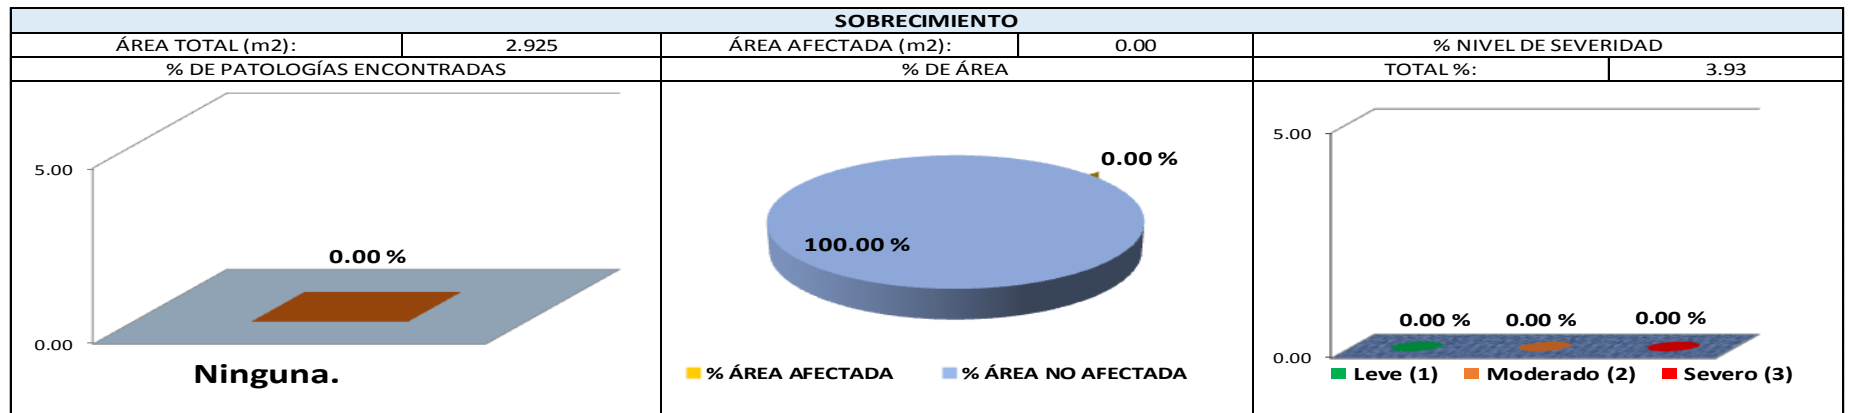 SOBRECIMIENTO
ÁREA TOTAL (m2): 2.925 ÁREA AFECTADA (m2): 0.00 % NIVEL DE SEVERIDAD
% DE PATOLOGÍAS ENCONTRADAS % DE ÁREA TOTAL %: 3.93
5.00
0.00 %
0.00
Ninguna.
0.00 %
100.00 %
% ÁREA AFECTADA % ÁREA NO AFECTADA
5.00
0.00 % 0.00 % 0.00 %
0.00
Leve (1) Moderado (2) Severo (3)